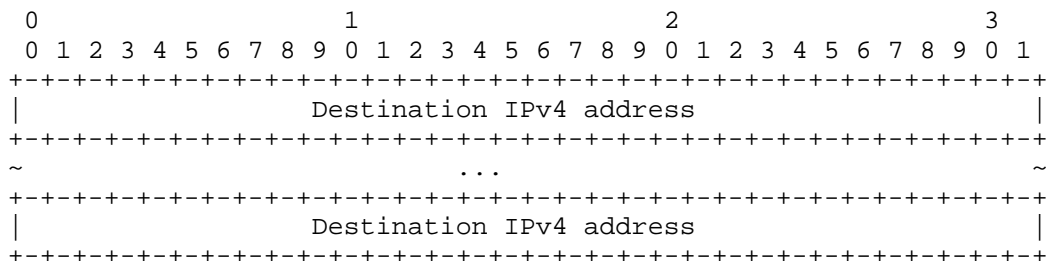 0                   1                   2                   3
 0 1 2 3 4 5 6 7 8 9 0 1 2 3 4 5 6 7 8 9 0 1 2 3 4 5 6 7 8 9 0 1
+-+-+-+-+-+-+-+-+-+-+-+-+-+-+-+-+-+-+-+-+-+-+-+-+-+-+-+-+-+-+-+-+
|                  Destination IPv4 address                     |
+-+-+-+-+-+-+-+-+-+-+-+-+-+-+-+-+-+-+-+-+-+-+-+-+-+-+-+-+-+-+-+-+
~                           ...                                 ~
+-+-+-+-+-+-+-+-+-+-+-+-+-+-+-+-+-+-+-+-+-+-+-+-+-+-+-+-+-+-+-+-+
|                  Destination IPv4 address                     |
+-+-+-+-+-+-+-+-+-+-+-+-+-+-+-+-+-+-+-+-+-+-+-+-+-+-+-+-+-+-+-+-+